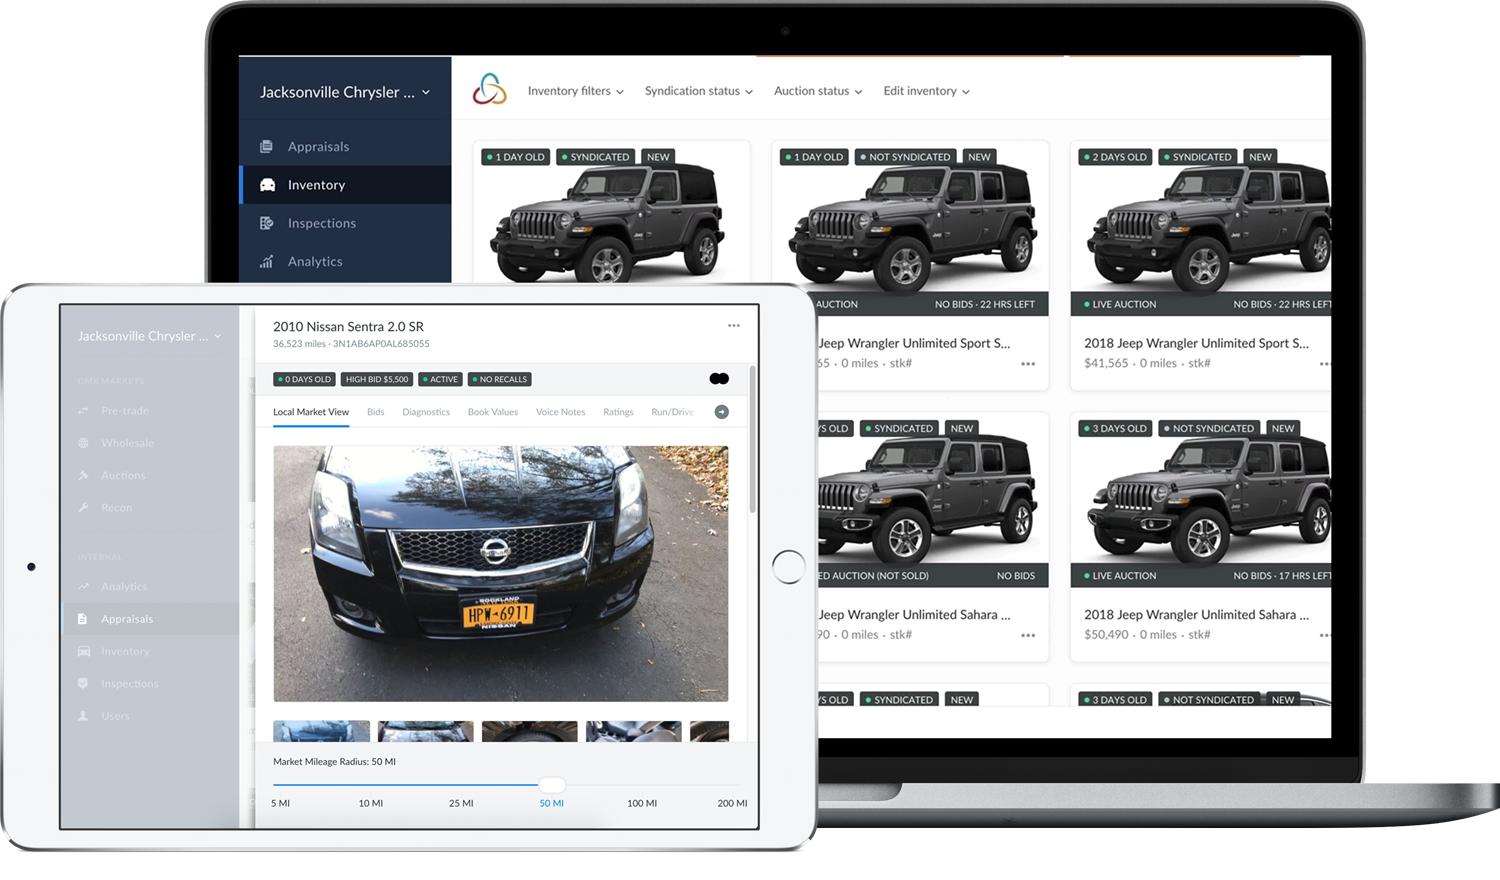 Jacksonville Chrysler ...
Inventory filters
Syndication status
Auction status
Edit inventory
Appraisals
Inventory
Inspections
Analytics
1 DAY OLD
SYNDICATED
NEW
1 DAY OLD
NOT SYNDICATED
NEW
2 DAYS OLD
SYNDICATED
NEW
Jeep
Jeep
Jeep
AUCTION
NO BIDS · 22 HRS LEFT
LIVE AUCTION
NO BIDS · 22 HRS LEFT
Jeep Wrangler Unlimited Sport S...
65 · 0 miles · stk#
2018 Jeep Wrangler Unlimited Sport S...
$41,565 · 0 miles · stk#
YS OLD
SYNDICATED
NEW
3 DAYS OLD
NOT SYNDICATED
NEW
ED AUCTION (NOT SOLD)
NO BIDS
LIVE AUCTION
NO BIDS · 17 HRS LEFT
Jeep Wrangler Unlimited Sahara ...
90 · 0 miles · stk#
2018 Jeep Wrangler Unlimited Sahara ...
$50,490 · 0 miles · stk#
YS OLD
SYNDICATED
NEW
3 DAYS OLD
NOT SYNDICATED
NEW
Jacksonville Chrysler ...
MARKETS
Pre-trade
Wholesale
Auctions
Recon
INTERNAL
Analytics
Appraisals
Inventory
Inspections
Users
2010 Nissan Sentra 2.0 SR
36,523 miles · 3N1AB6AP0AL685055
0 DAYS OLD
HIGH BID $5,500
ACTIVE
NO RECALLS
Local Market View
Bids
Diagnostics
Book Values
Voice Notes
Ratings
Run/Drive
ROCKLAND
HPW-6911
NISSAN
Market Mileage Radius: 50 MI
5 MI
10 MI
25 MI
50 MI
100 MI
200 MI